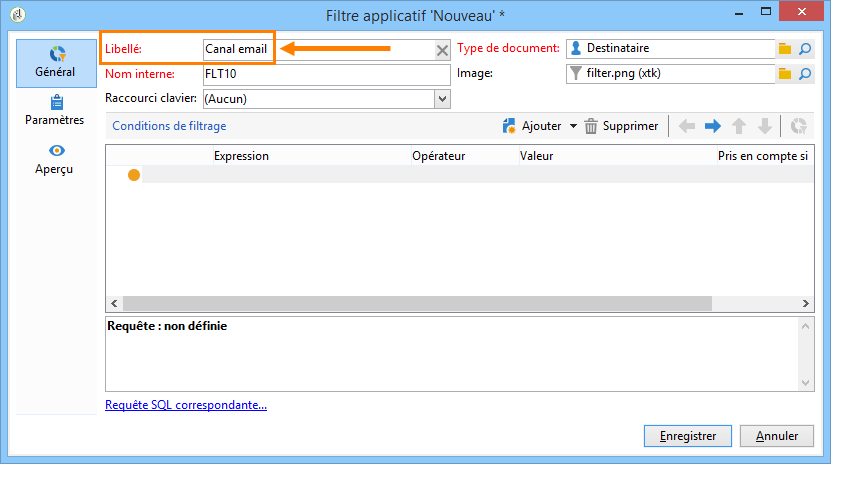 Filtre applicatif 'Nouveau' *
Général
Paramètres
Aperçu
Libellé: Canal email
Type de document: Destinataire
Nom interne: FLT10
Image: filter.png (xtk)
Raccourci clavier: (Aucun)
Conditions de filtrage Ajouter Supprimer
Expression Opérateur Valeur Pris en compte si
Requête : non définie
Requête SQL correspondante...
Enregistrer Annuler